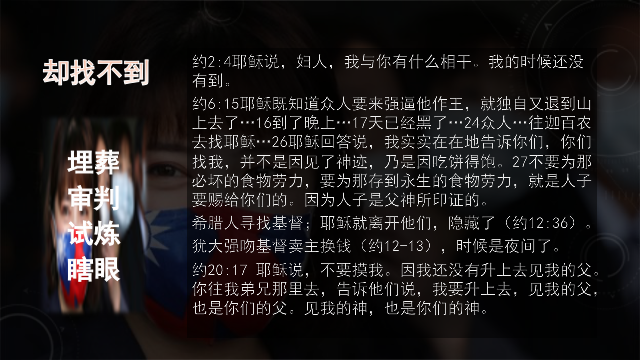 却找不到
埋葬
审判
试炼
瞎眼
约2:4耶稣说，妇人，我与你有什么相干。我的时候还没
有到。
约6:15耶稣既知道众人要来强逼他作王，就独自又退到山
上去了…16到了晚上…17天已经黑了…24众人…往迦百农
去找耶稣…26耶稣回答说，我实实在在地告诉你们，你们
找我，并不是因见了神迹，乃是因吃饼得饱。27不要为那
必坏的食物劳力，要为那存到永生的食物劳力，就是人子
要赐给你们的。因为人子是父神所印证的。
希腊人寻找基督；耶稣就离开他们，隐藏了（约12:36）。
犹大强吻基督卖主换钱（约12-13），时候是夜间了。
约20:17 耶稣说，不要摸我。因我还没有升上去见我的父。
你往我弟兄那里去，告诉他们说，我要升上去，见我的父，
也是你们的父。见我的神，也是你们的神。